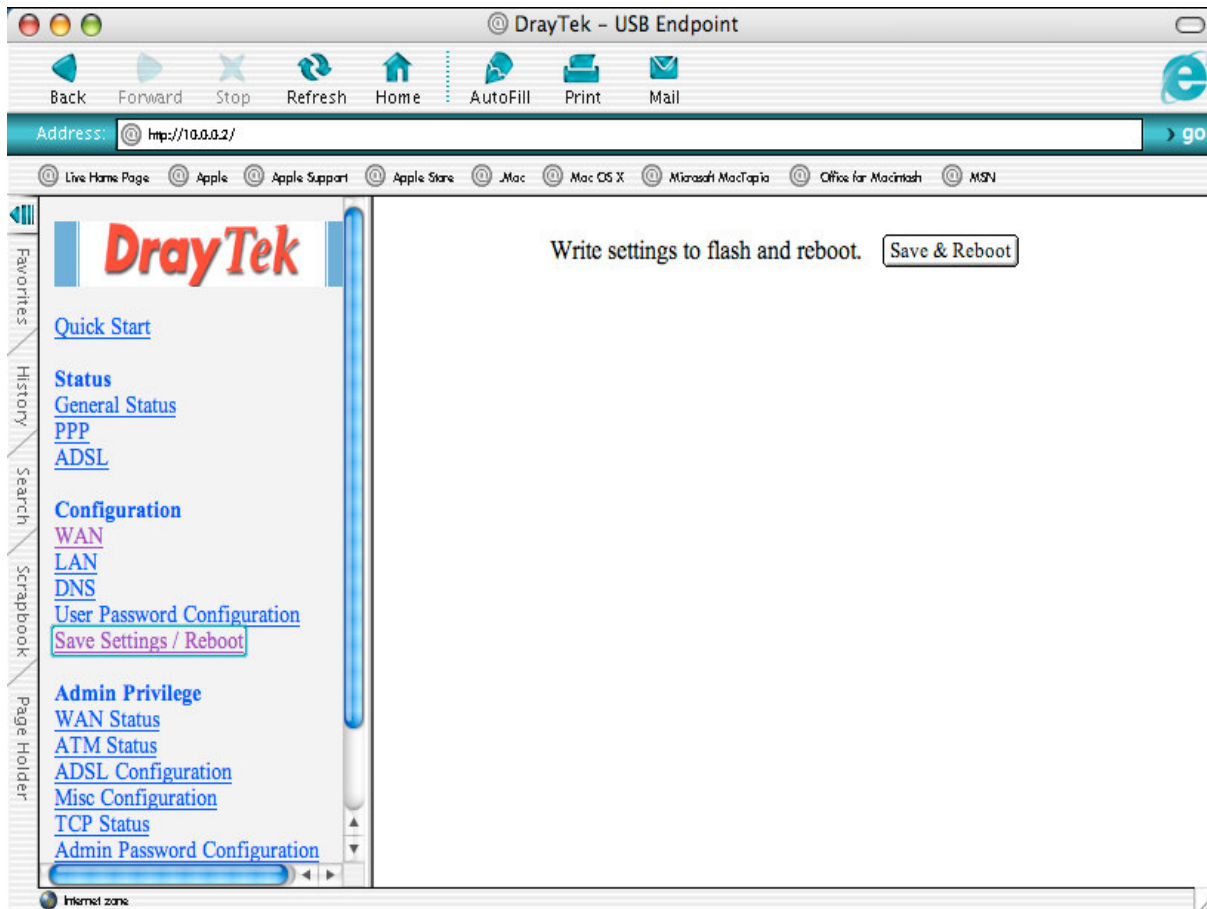 DrayTek – USB Endpoint
Back Forward Stop Refresh Home AutoFill Print Mail
Address: http://10.0.0.2/ go
Live Home Page Apple Apple Support Apple Store .Mac Mac OS X Microsoft MacTopia Office for Macintosh MSN
Favorites
History
Search
Scrapbook
Page Holder
DrayTek
Quick Start
Status
General Status
PPP
ADSL
Configuration
WAN
LAN
DNS
User Password Configuration
Save Settings / Reboot
Admin Privilege
WAN Status
ATM Status
ADSL Configuration
Misc Configuration
TCP Status
Admin Password Configuration
Write settings to flash and reboot. Save & Reboot
Internet zone